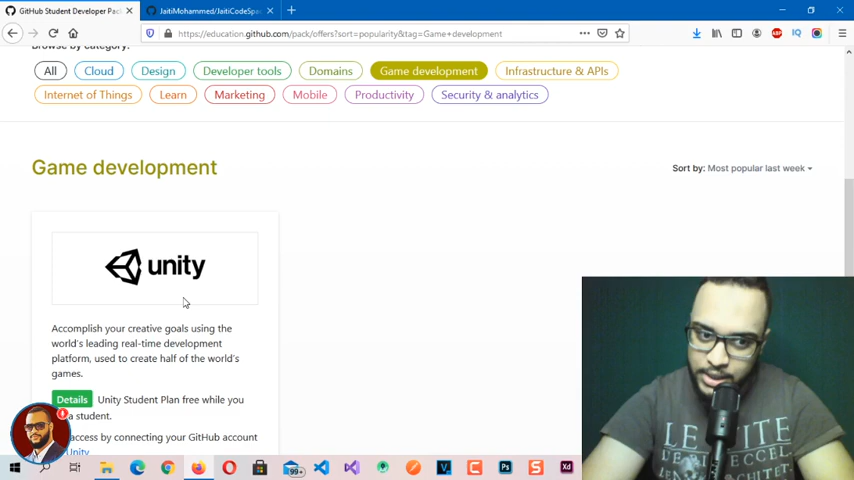 GitHub Student Developer Pac
JaitiMohammed/JaitiCodeSpac
https://education.github.com/pack/offers?sort=popularity&tag=Game+development
Browse by category:
All
Cloud
Design
Developer tools
Domains
Game development
Infrastructure & APIs
Internet of Things
Learn
Marketing
Mobile
Productivity
Security & analytics
Game development
Sort by: Most popular last week
unity
Accomplish your creative goals using the
world's leading real-time development
platform, used to create half of the world's
games.
Details Unity Student Plan free while you
a student.
access by connecting your GitHub account
Unity
99+
LE